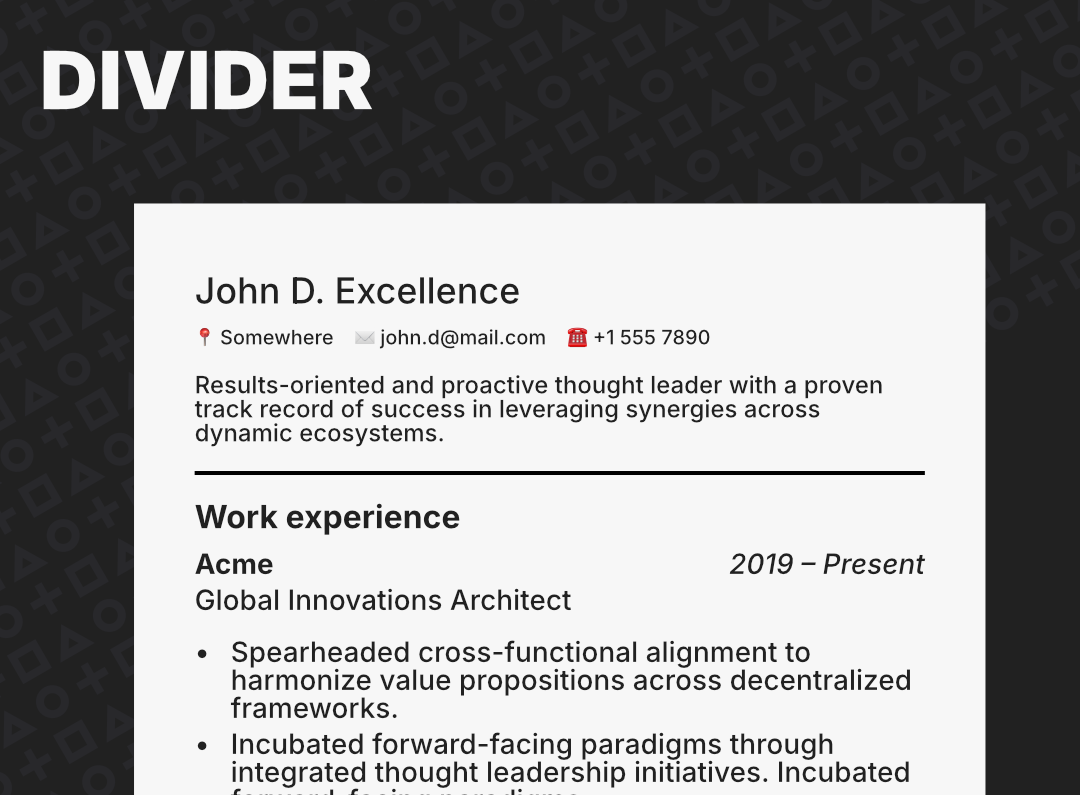 DIVIDER
John D. Excellence
📍 Somewhere ✉️ john.d@mail.com ☎️ +1 555 7890
Results-oriented and proactive thought leader with a proven
track record of success in leveraging synergies across
dynamic ecosystems.
Work experience
Acme 2019 – Present
Global Innovations Architect
• Spearheaded cross-functional alignment to
harmonize value propositions across decentralized
frameworks.
• Incubated forward-facing paradigms through
integrated thought leadership initiatives. Incubated